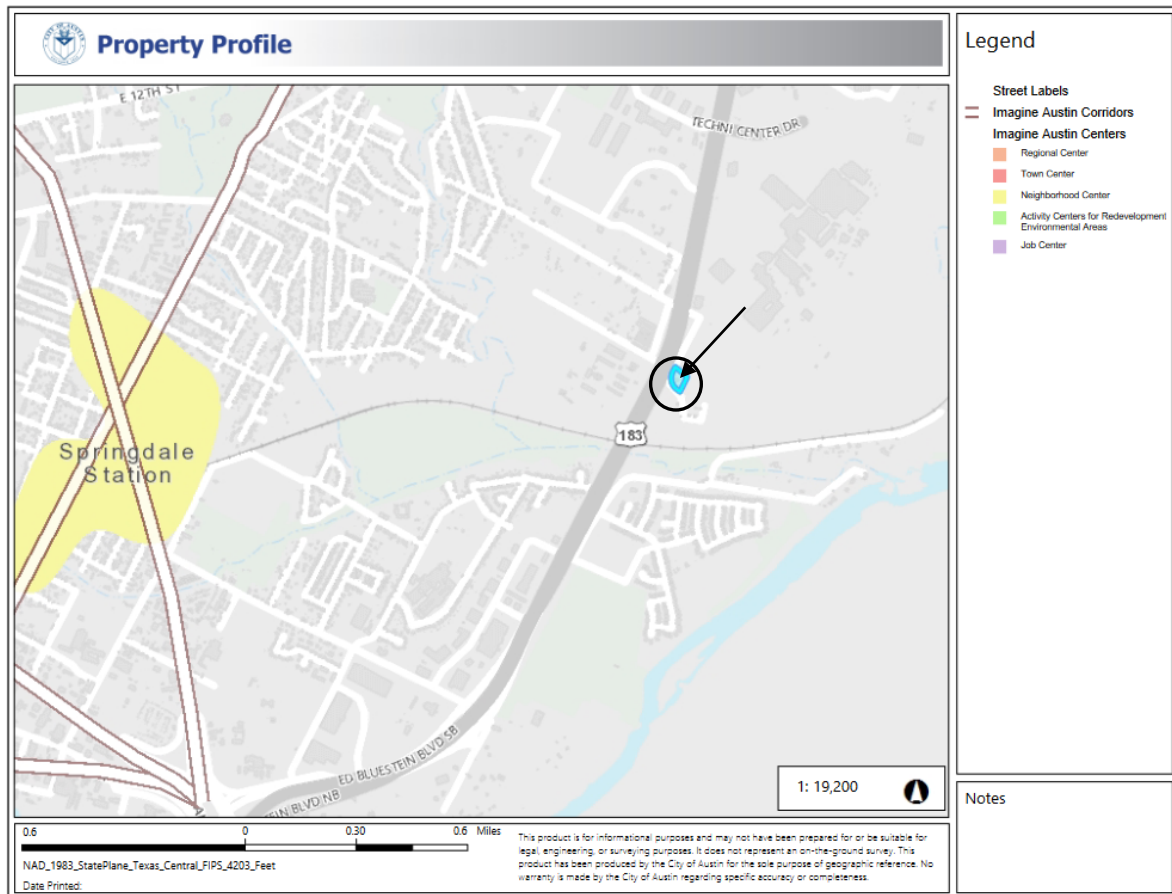 Property Profile
E 12TH ST
TECHNI CENTER DR
183
Springdale
Station
ED BLUESTEIN BLVD SB
BLVD NB
1: 19,200
Legend
Street Labels
Imagine Austin Corridors
Imagine Austin Centers
Regional Center
Town Center
Neighborhood Center
Activity Centers for Redevelopment
Environmental Areas
Job Center
Notes
0.6 0 0.30 0.6 Miles
NAD_1983_StatePlane_Texas_Central_FIPS_4203_Feet
Date Printed:
This product is for informational purposes and may not have been prepared for or be suitable for
legal, engineering, or surveying purposes. It does not represent an on-the-ground survey. This
product has been produced by the City of Austin for the sole purpose of geographic reference. No
warranty is made by the City of Austin regarding specific accuracy or completeness.